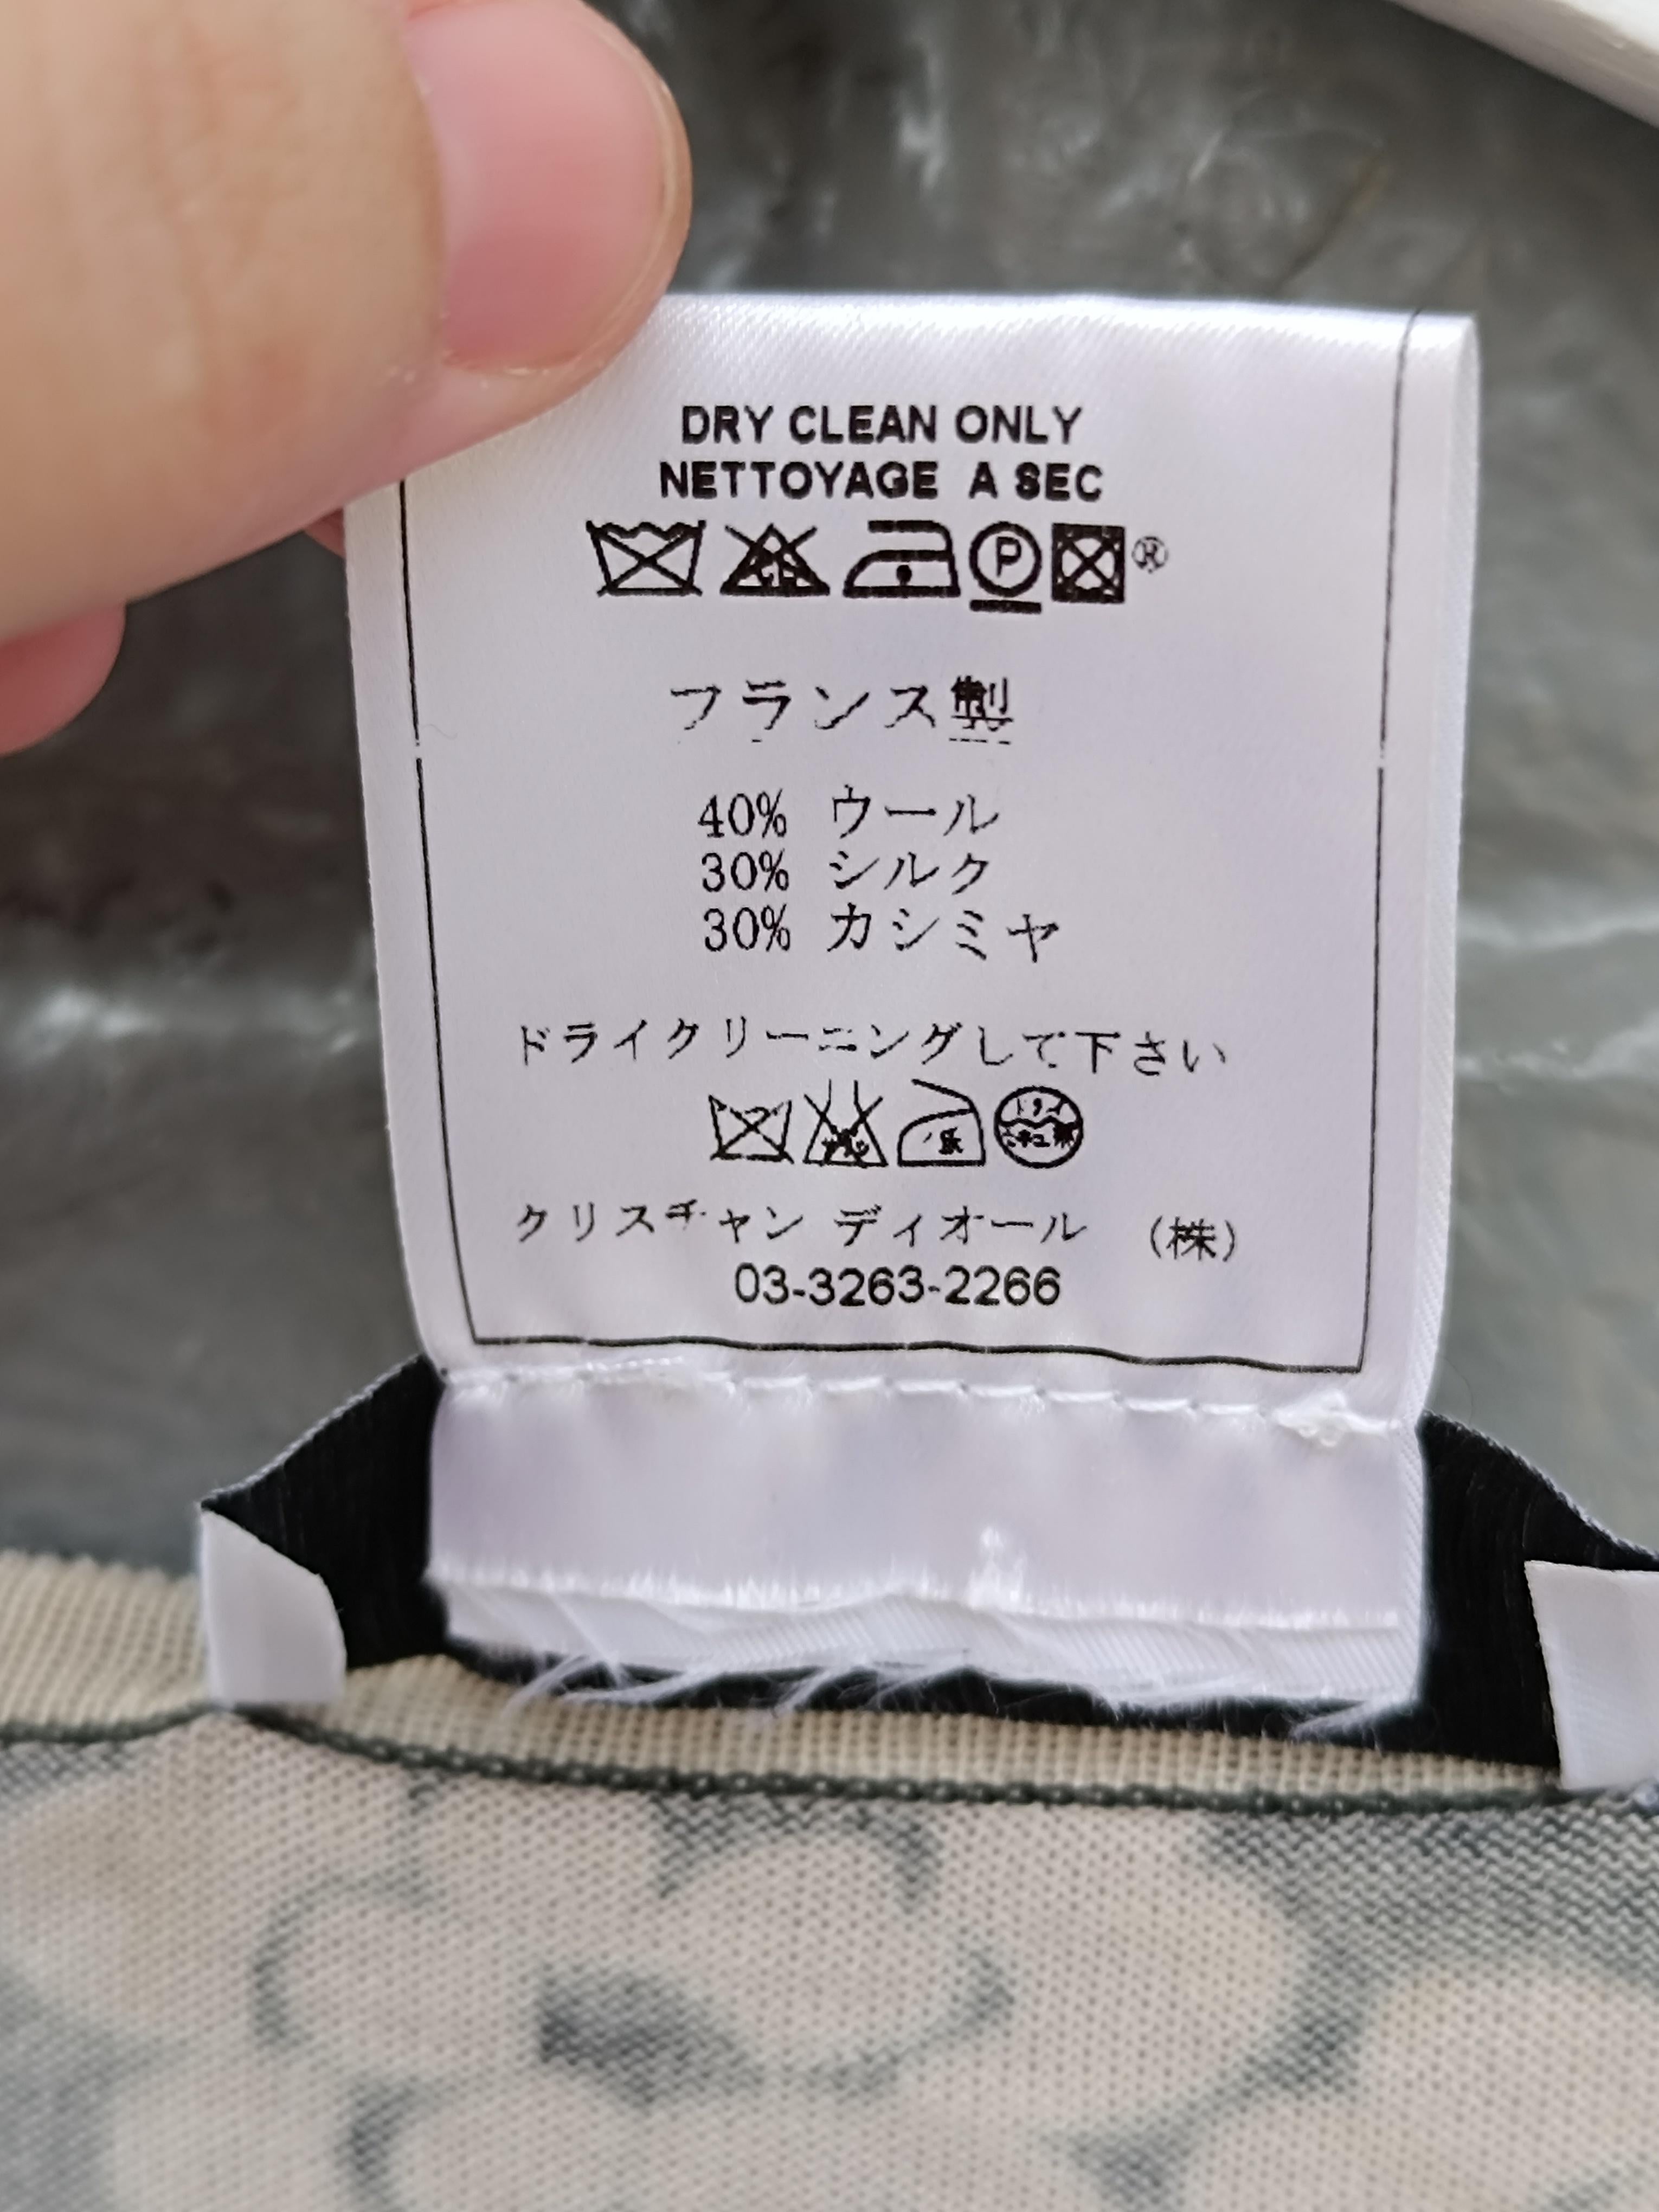 DRY CLEAN ONLY
NETTOYAGE A SEC
P ®
フランス製
40% ウール
30% シルク
30% カシミヤ
ドライクリーニングして下さい
クリスチャン ディオール (株)
03-3263-2266